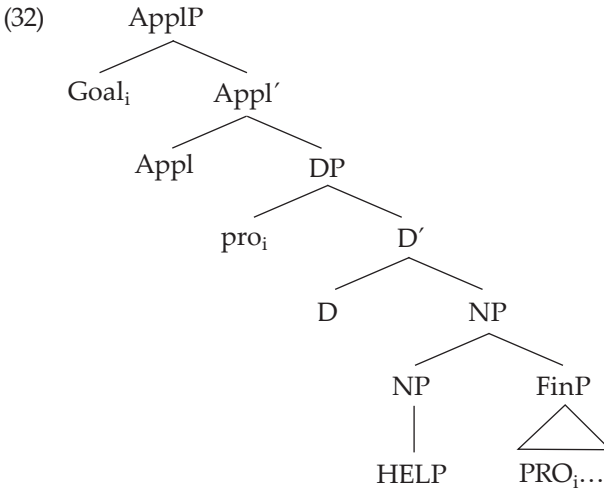 (32) ApplP
Goalᵢ Appl′
Appl DP
proᵢ D′
D NP
NP FinP
HELP PROᵢ…